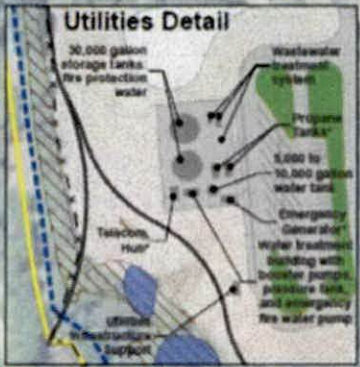 Utilities Detail
30,000 gallon
storage tanks:
fire protection
water
Wastewater
treatment
system
Propane
Tanks*
5,000 to
10,000 gallon
water tank
Emergency
Generator*
Telecom
Hub*
Water treatment
building with
booster pumps,
pressure tank,
and emergency
fire water pump
Utilities
Infrastructure
Support